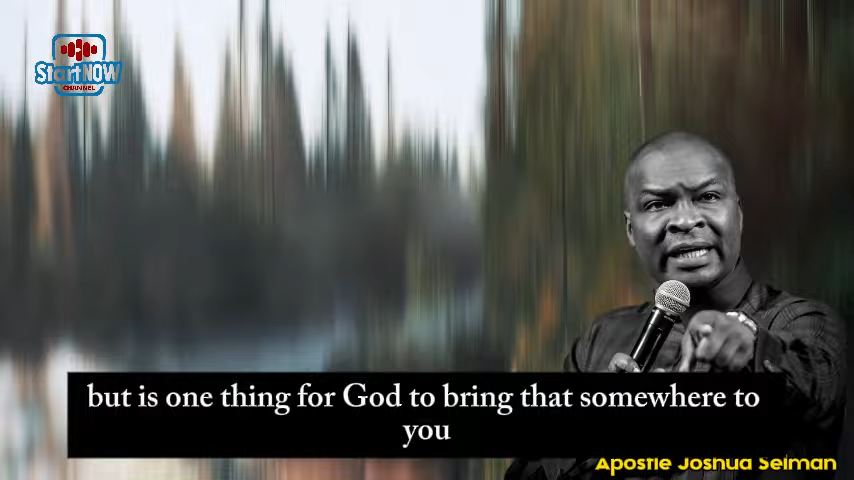 StartNOW
CHANNEL
but is one thing for God to bring that somewhere to
you
Apostle Joshua Selman